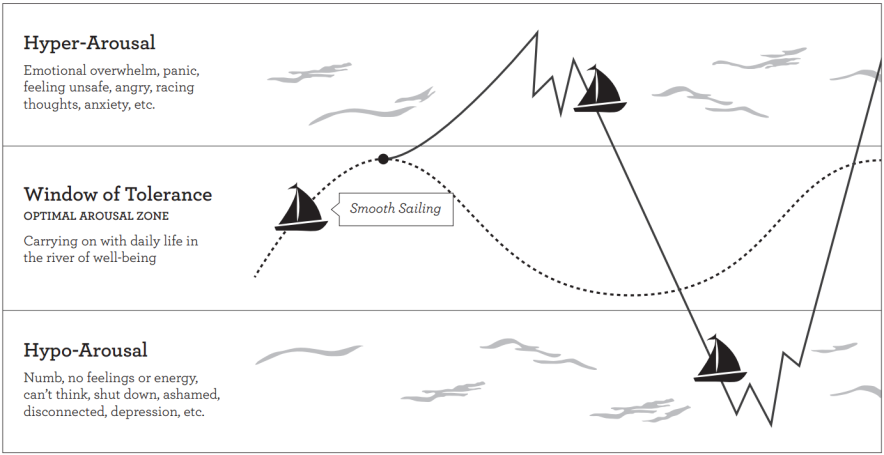 Hyper-Arousal
Emotional overwhelm, panic,
feeling unsafe, angry, racing
thoughts, anxiety, etc.
Window of Tolerance
OPTIMAL AROUSAL ZONE
Carrying on with daily life in
the river of well-being
Smooth Sailing
Hypo-Arousal
Numb, no feelings or energy,
can't think, shut down, ashamed,
disconnected, depression, etc.